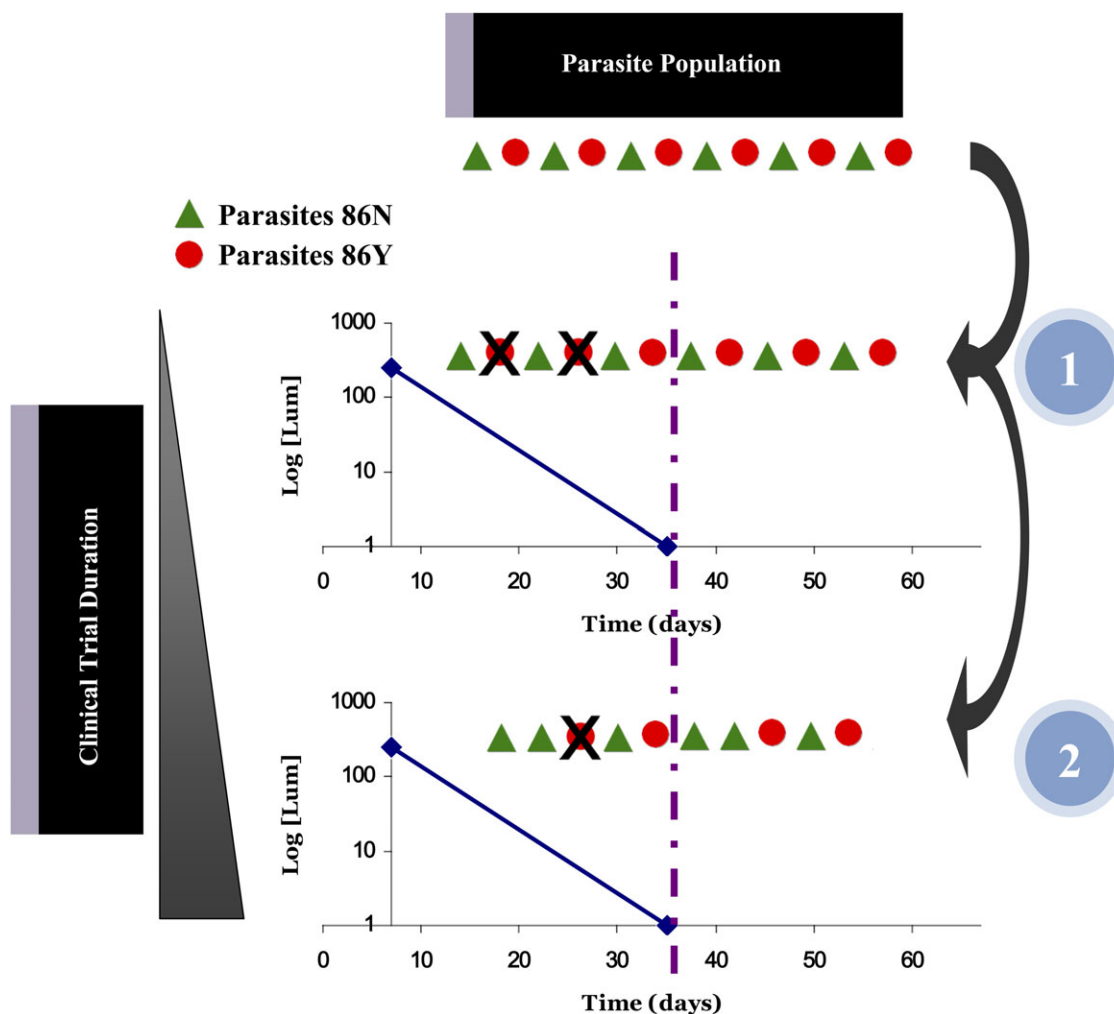 Parasite Population
Parasites 86N
Parasites 86Y
Clinical Trial Duration
1000
100
10
1
Log [Lum]
0 10 20 30 40 50 60
Time (days)
1
1000
100
10
1
Log [Lum]
0 10 20 30 40 50 60
Time (days)
2